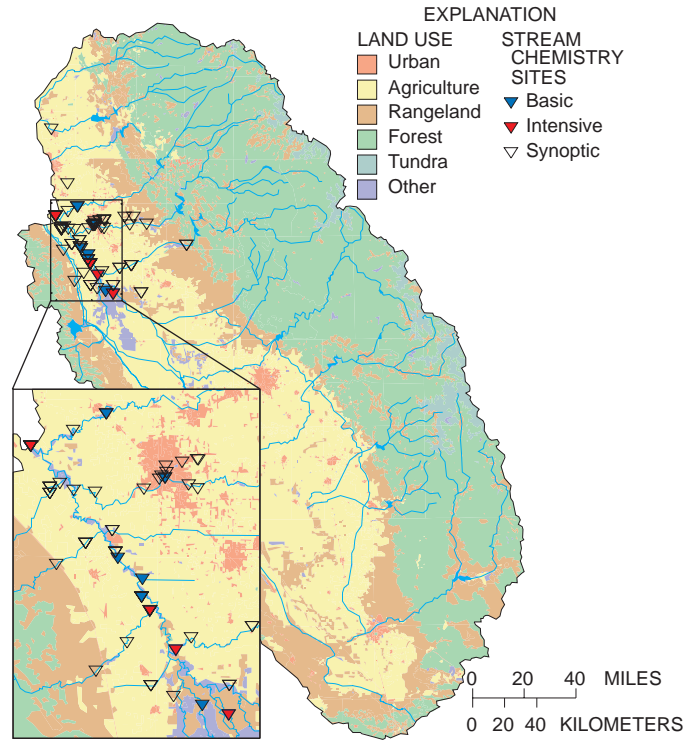 EXPLANATION
LAND USE
Urban
Agriculture
Rangeland
Forest
Tundra
Other
STREAM
CHEMISTRY
SITES
Basic
Intensive
Synoptic
0 20 40 MILES
0 20 40 KILOMETERS